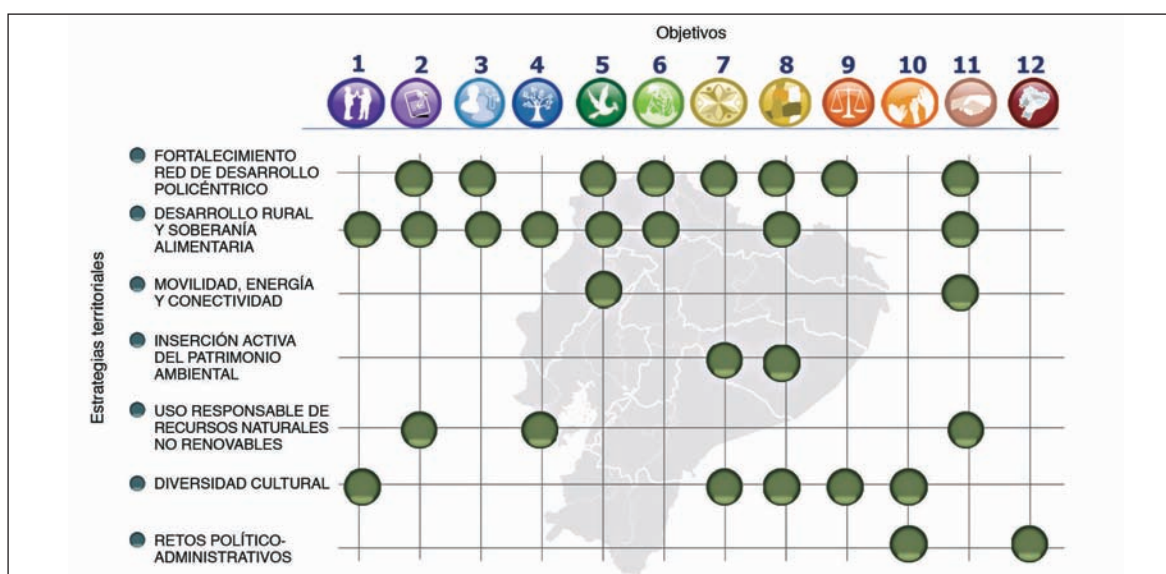 Objetivos
1 2 3 4 5 6 7 8 9 10 11 12
Estrategias territoriales
FORTALECIMIENTO
RED DE DESARROLLO
POLICÉNTRICO
DESARROLLO RURAL
Y SOBERANÍA
ALIMENTARIA
MOVILIDAD, ENERGÍA
Y CONECTIVIDAD
INSERCIÓN ACTIVA
DEL PATRIMONIO
AMBIENTAL
USO RESPONSABLE DE
RECURSOS NATURALES
NO RENOVABLES
DIVERSIDAD CULTURAL
RETOS POLÍTICO-
ADMINISTRATIVOS